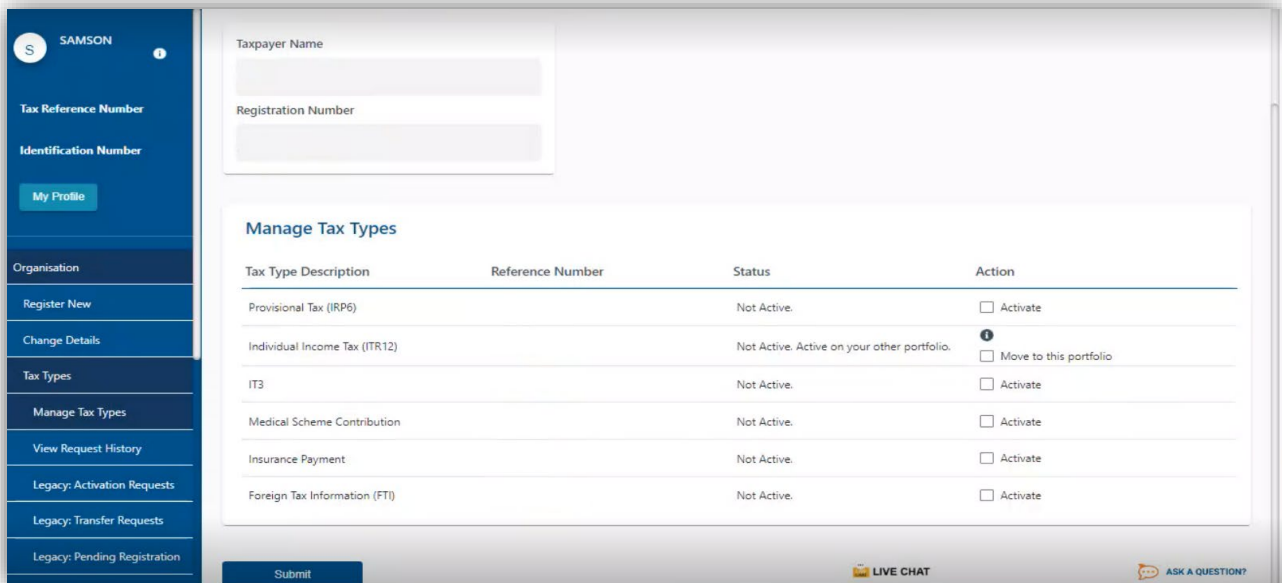 S
SAMSON
Tax Reference Number
Identification Number
My Profile
Organisation
Register New
Change Details
Tax Types
Manage Tax Types
View Request History
Legacy: Activation Requests
Legacy: Transfer Requests
Legacy: Pending Registration
Taxpayer Name
Registration Number
Manage Tax Types
Tax Type Description Reference Number Status Action
Provisional Tax (IRP6) Not Active. Activate
Individual Income Tax (ITR12) Not Active. Active on your other portfolio. Move to this portfolio
IT3 Not Active. Activate
Medical Scheme Contribution Not Active. Activate
Insurance Payment Not Active. Activate
Foreign Tax Information (FTI) Not Active. Activate
Submit
LIVE CHAT
ASK A QUESTION?